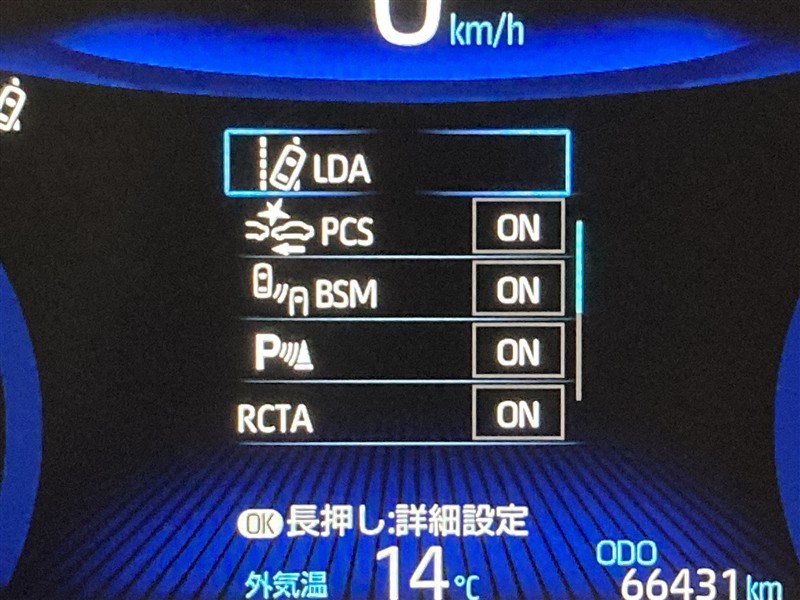 0 km/h
LDA
PCS ON
BSM ON
P ON
RCTA ON
OK 長押し:詳細設定
外気温 14℃ ODO 66431km